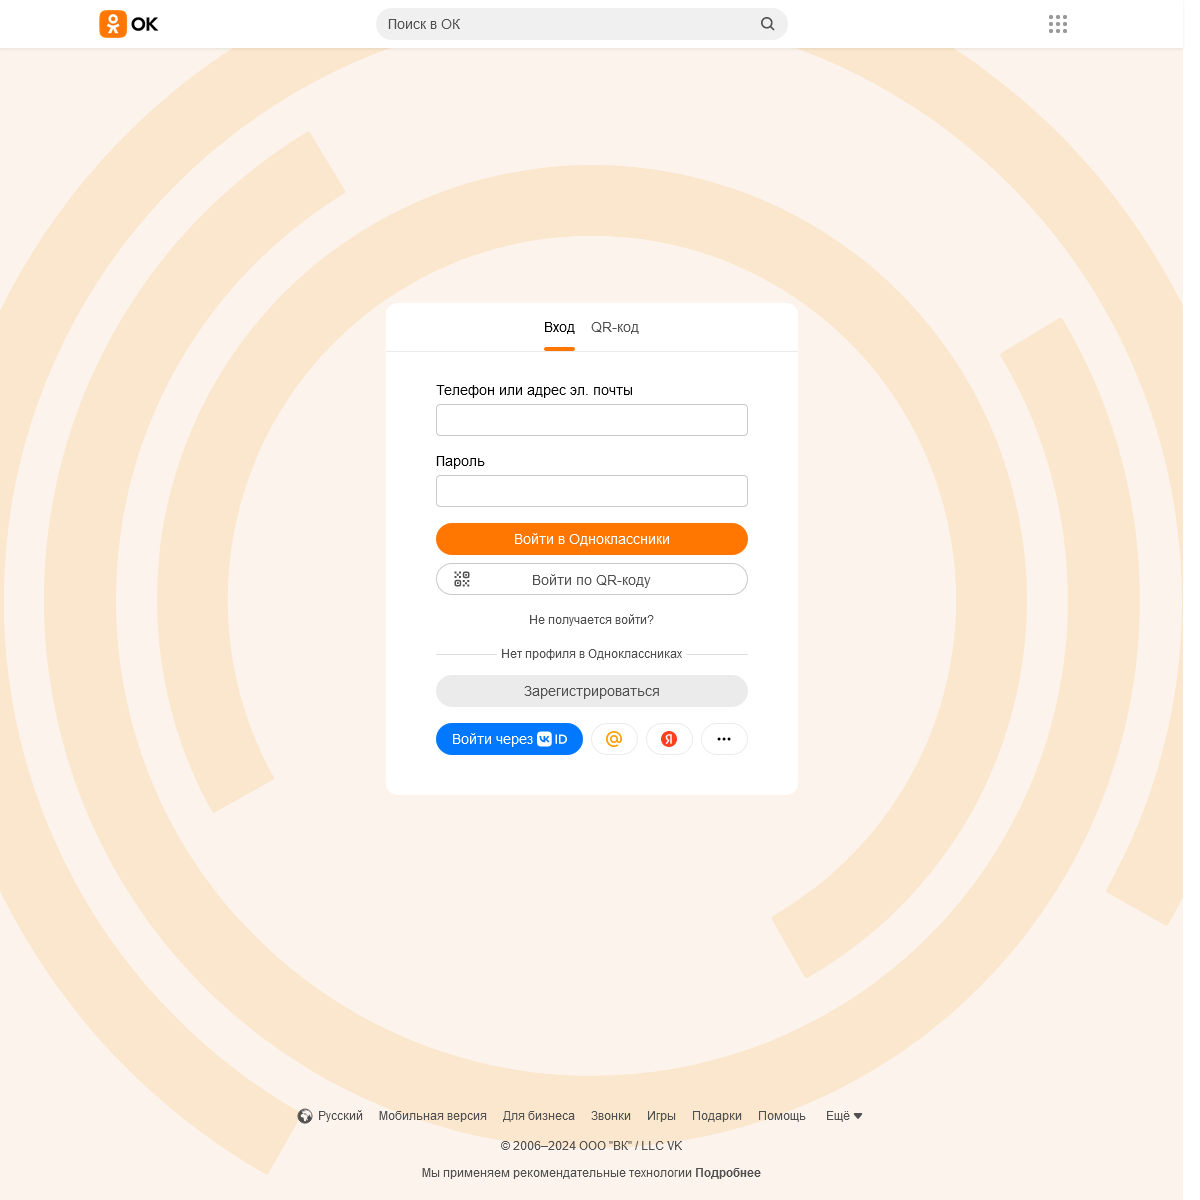 OK
Поиск в ОК
Вход QR-код
Телефон или адрес эл. почты
Пароль
Войти в Одноклассники
Войти по QR-коду
Не получается войти?
Нет профиля в Одноклассниках
Зарегистрироваться
Войти через VK ID @ Я
Русский Мобильная версия Для бизнеса Звонки Игры Подарки Помощь Ещё
© 2006–2024 ООО "ВК" / LLC VK
Мы применяем рекомендательные технологии Подробнее